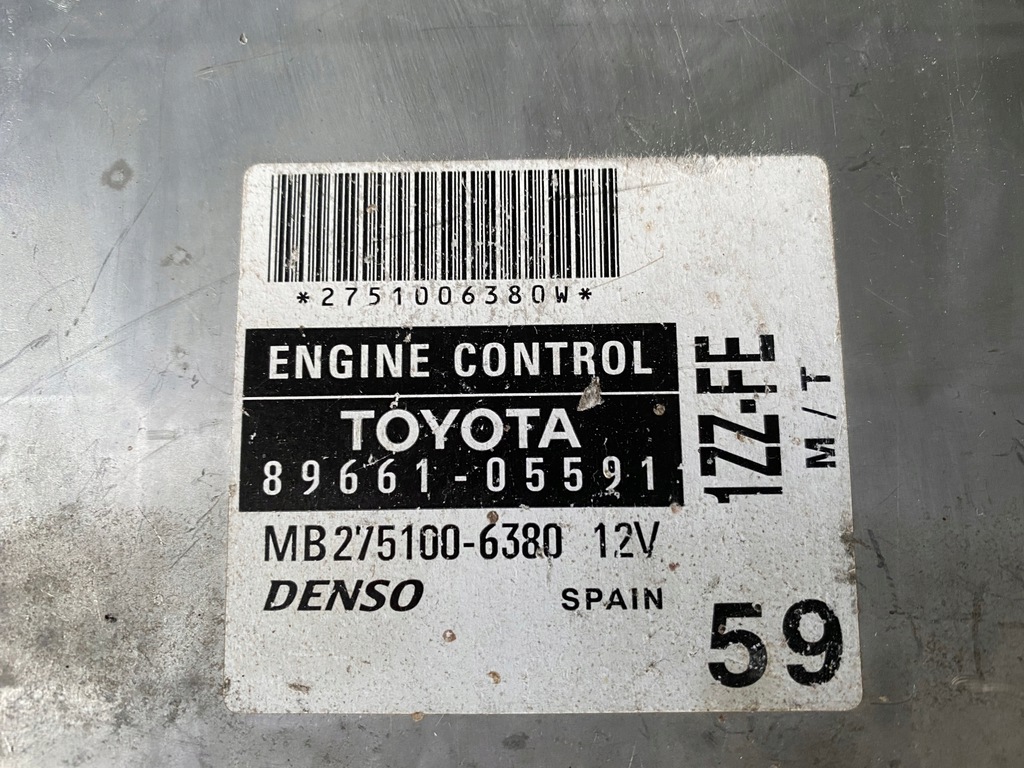 *2751006380W*
ENGINE CONTROL
TOYOTA
89661-05591
MB275100-6380 12V
DENSO SPAIN
1ZZ-FE
M/T
59